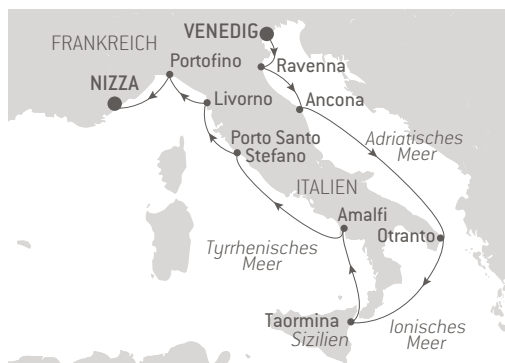 VENEDIG
FRANKREICH
Portofino
Ravenna
NIZZA
Livorno
Ancona
Porto Santo
Stefano
Adriatisches
Meer
ITALIEN
Amalfi
Otranto
Tyrrhenisches
Meer
Taormina
Sizilien
Ionisches
Meer